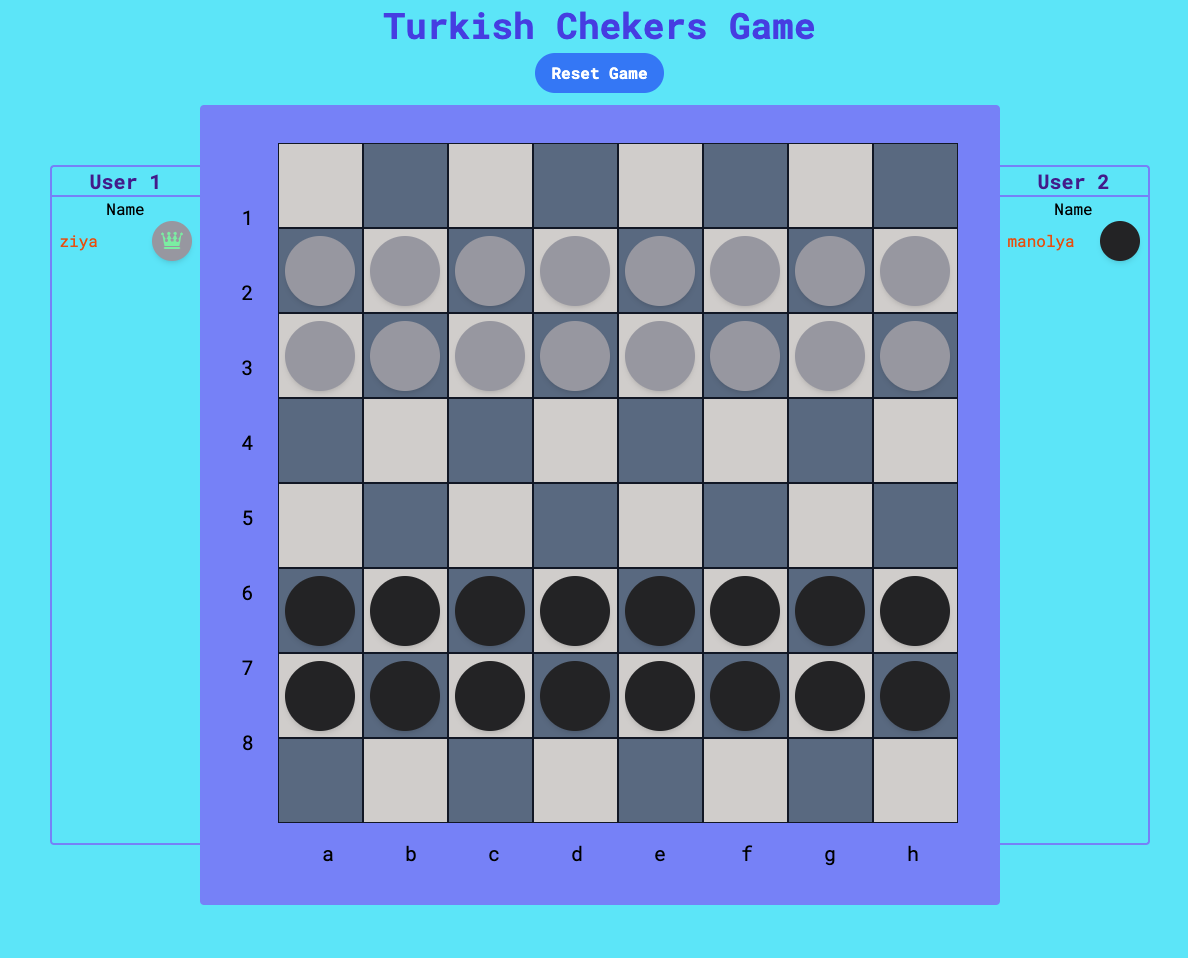 Turkish Chekers Game
Reset Game
User 1
Name
ziya
1
2
3
4
5
6
7
8
a b c d e f g h
User 2
Name
manolya